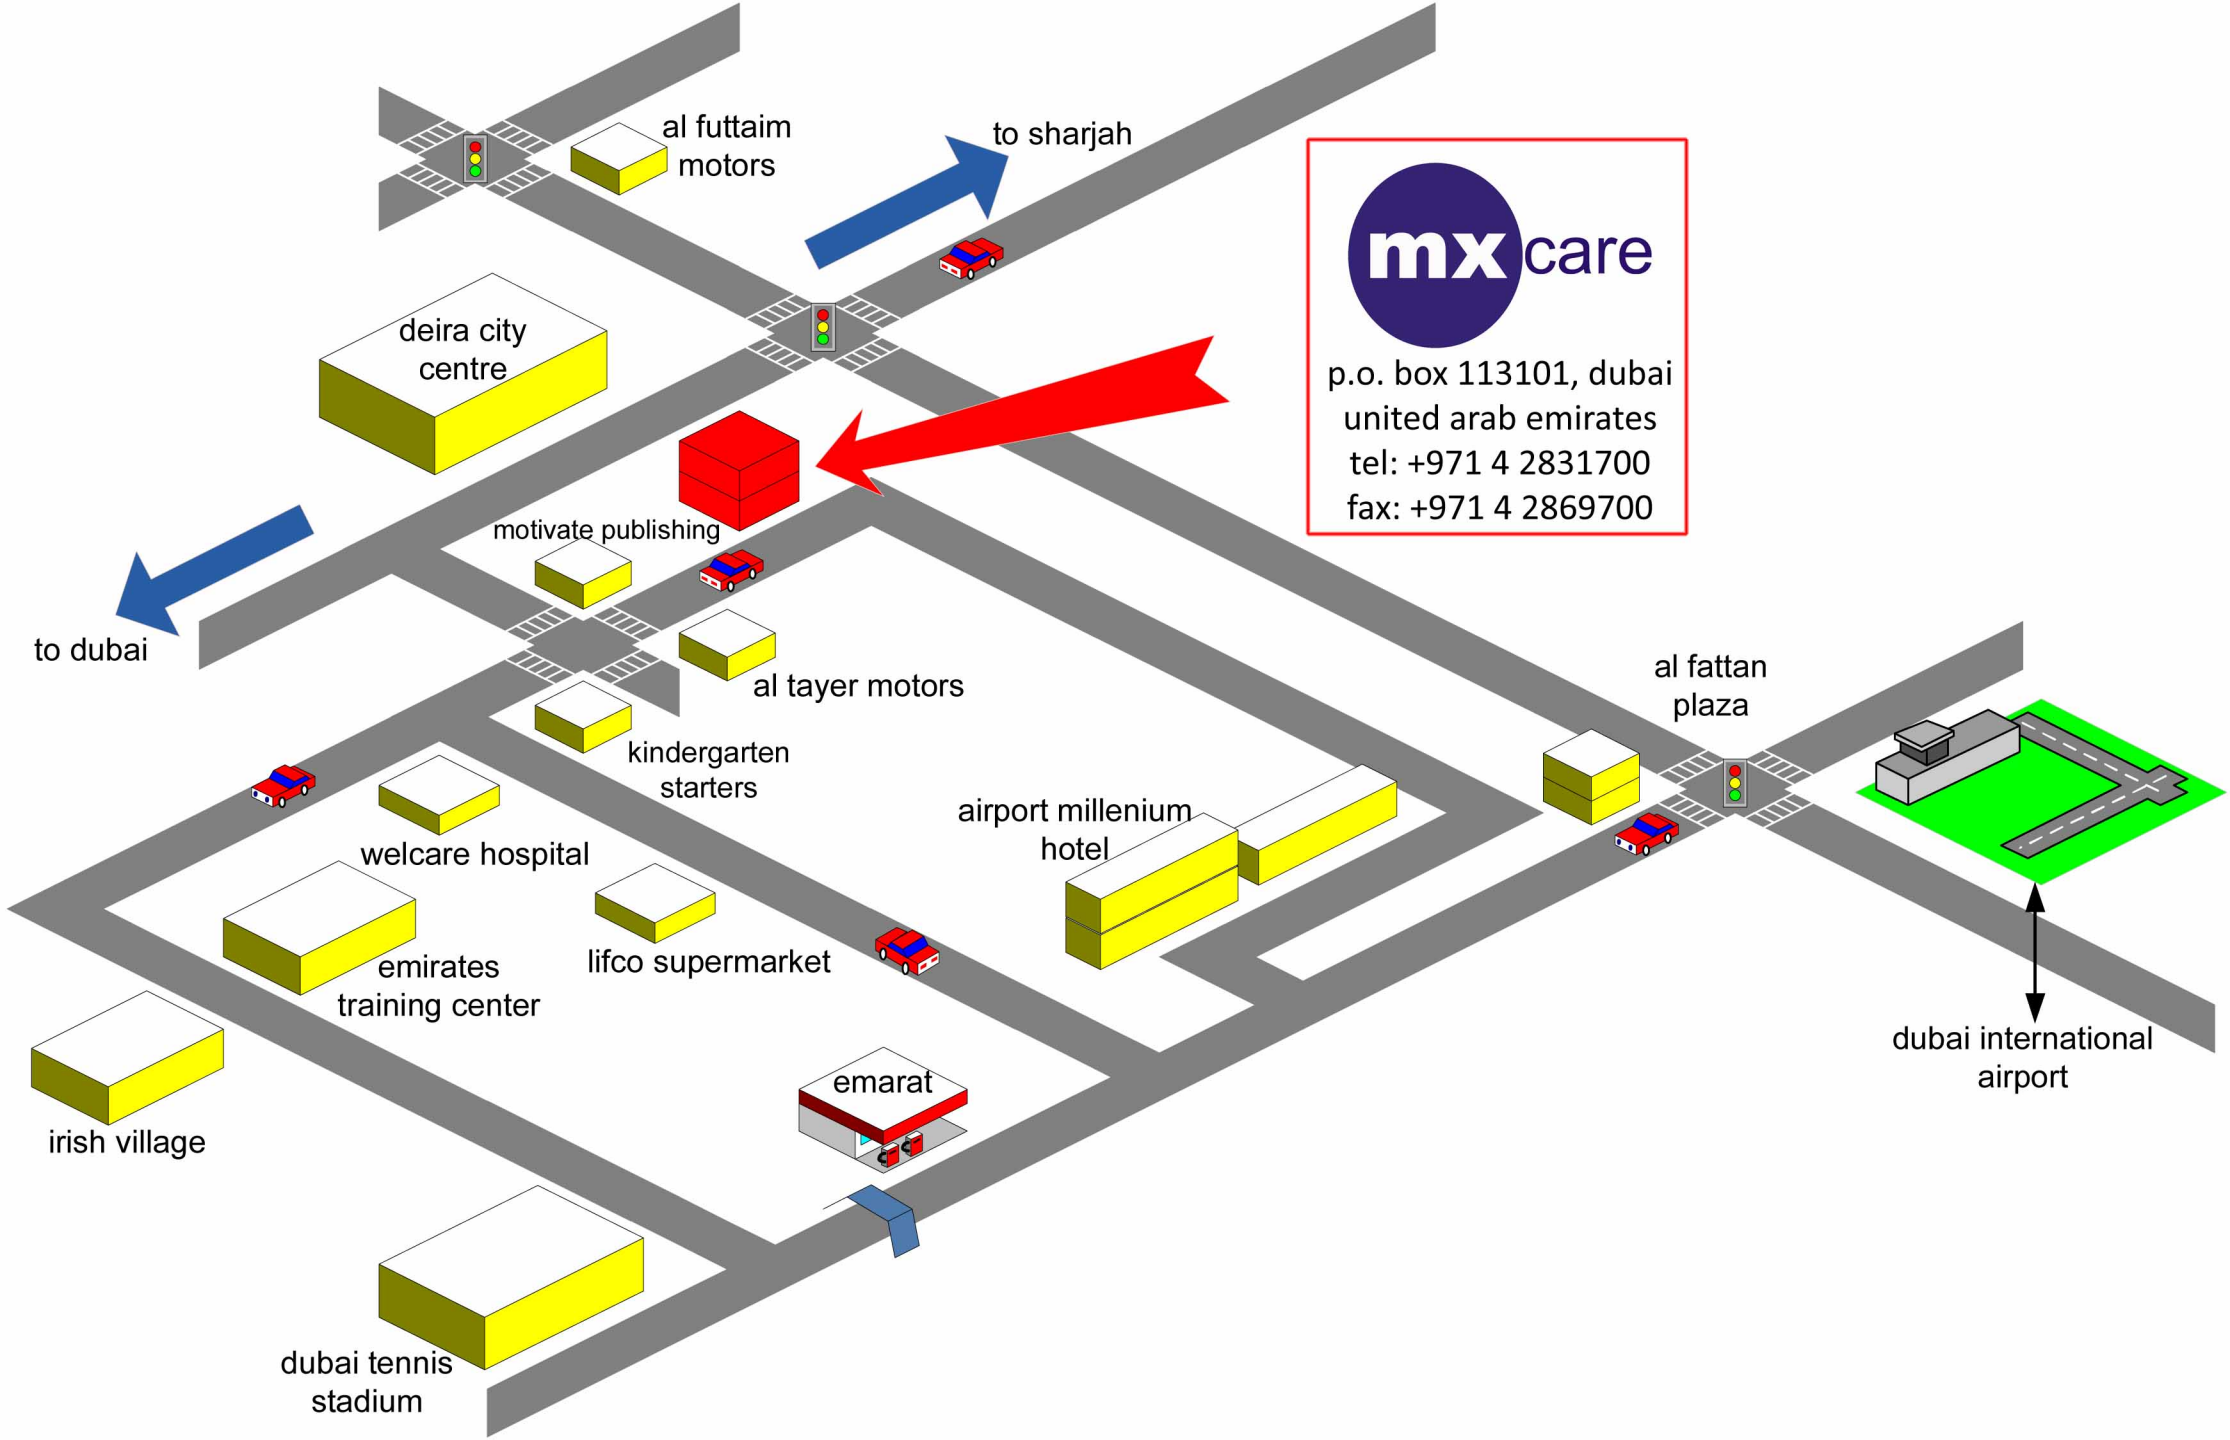 al futtaim
motors
to sharjah
mxcare
p.o. box 113101, dubai
united arab emirates
tel: +971 4 2831700
fax: +971 4 2869700
deira city
centre
motivate publishing
to dubai
al tayer motors
al fattan
plaza
kindergarten
starters
airport millenium
hotel
welcare hospital
lifco supermarket
emirates
training center
dubai international
airport
emarat
irish village
dubai tennis
stadium